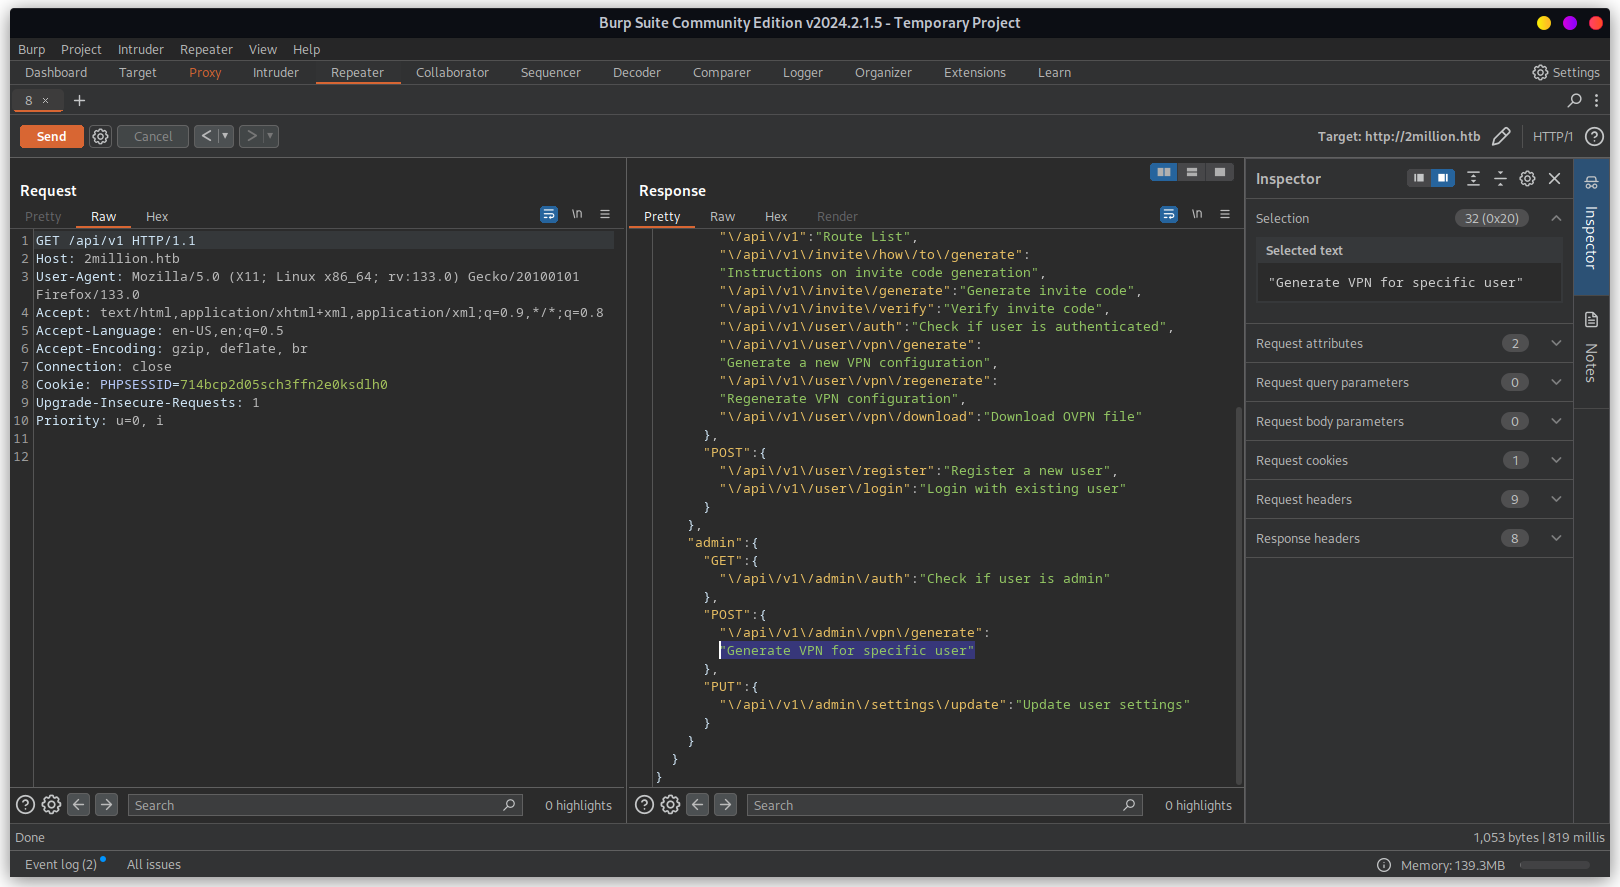 Burp Suite Community Edition v2024.2.1.5 - Temporary Project
Burp Project Intruder Repeater View Help
Dashboard Target Proxy Intruder Repeater Collaborator Sequencer Decoder Comparer Logger Organizer Extensions Learn Settings
8 × +
Send Cancel < > Target: http://2million.htb HTTP/1 ?
Request
Pretty Raw Hex \n
1 GET /api/v1 HTTP/1.1
2 Host: 2million.htb
3 User-Agent: Mozilla/5.0 (X11; Linux x86_64; rv:133.0) Gecko/20100101
Firefox/133.0
4 Accept: text/html,application/xhtml+xml,application/xml;q=0.9,*/*;q=0.8
5 Accept-Language: en-US,en;q=0.5
6 Accept-Encoding: gzip, deflate, br
7 Connection: close
8 Cookie: PHPSESSID=714bcp2d05sch3ffn2e0ksdlh0
9 Upgrade-Insecure-Requests: 1
10 Priority: u=0, i
11
12
Search 0 highlights
Response
Pretty Raw Hex Render \n
"\/api\/v1":"Route List",
"\/api\/v1\/invite\/how\/to\/generate":
"Instructions on invite code generation",
"\/api\/v1\/invite\/generate":"Generate invite code",
"\/api\/v1\/invite\/verify":"Verify invite code",
"\/api\/v1\/user\/auth":"Check if user is authenticated",
"\/api\/v1\/user\/vpn\/generate":
"Generate a new VPN configuration",
"\/api\/v1\/user\/vpn\/regenerate":
"Regenerate VPN configuration",
"\/api\/v1\/user\/vpn\/download":"Download OVPN file"
},
"POST":{
"\/api\/v1\/user\/register":"Register a new user",
"\/api\/v1\/user\/login":"Login with existing user"
}
},
"admin":{
"GET":{
"\/api\/v1\/admin\/auth":"Check if user is admin"
},
"POST":{
"\/api\/v1\/admin\/vpn\/generate":
"Generate VPN for specific user"
},
"PUT":{
"\/api\/v1\/admin\/settings\/update":"Update user settings"
}
}
}
}
Search 0 highlights
Inspector
Selection 32 (0x20)
Selected text
"Generate VPN for specific user"
Request attributes 2
Request query parameters 0
Request body parameters 0
Request cookies 1
Request headers 9
Response headers 8
Inspector
Notes
Done 1,053 bytes | 819 millis
Event log (2) All issues Memory: 139.3MB